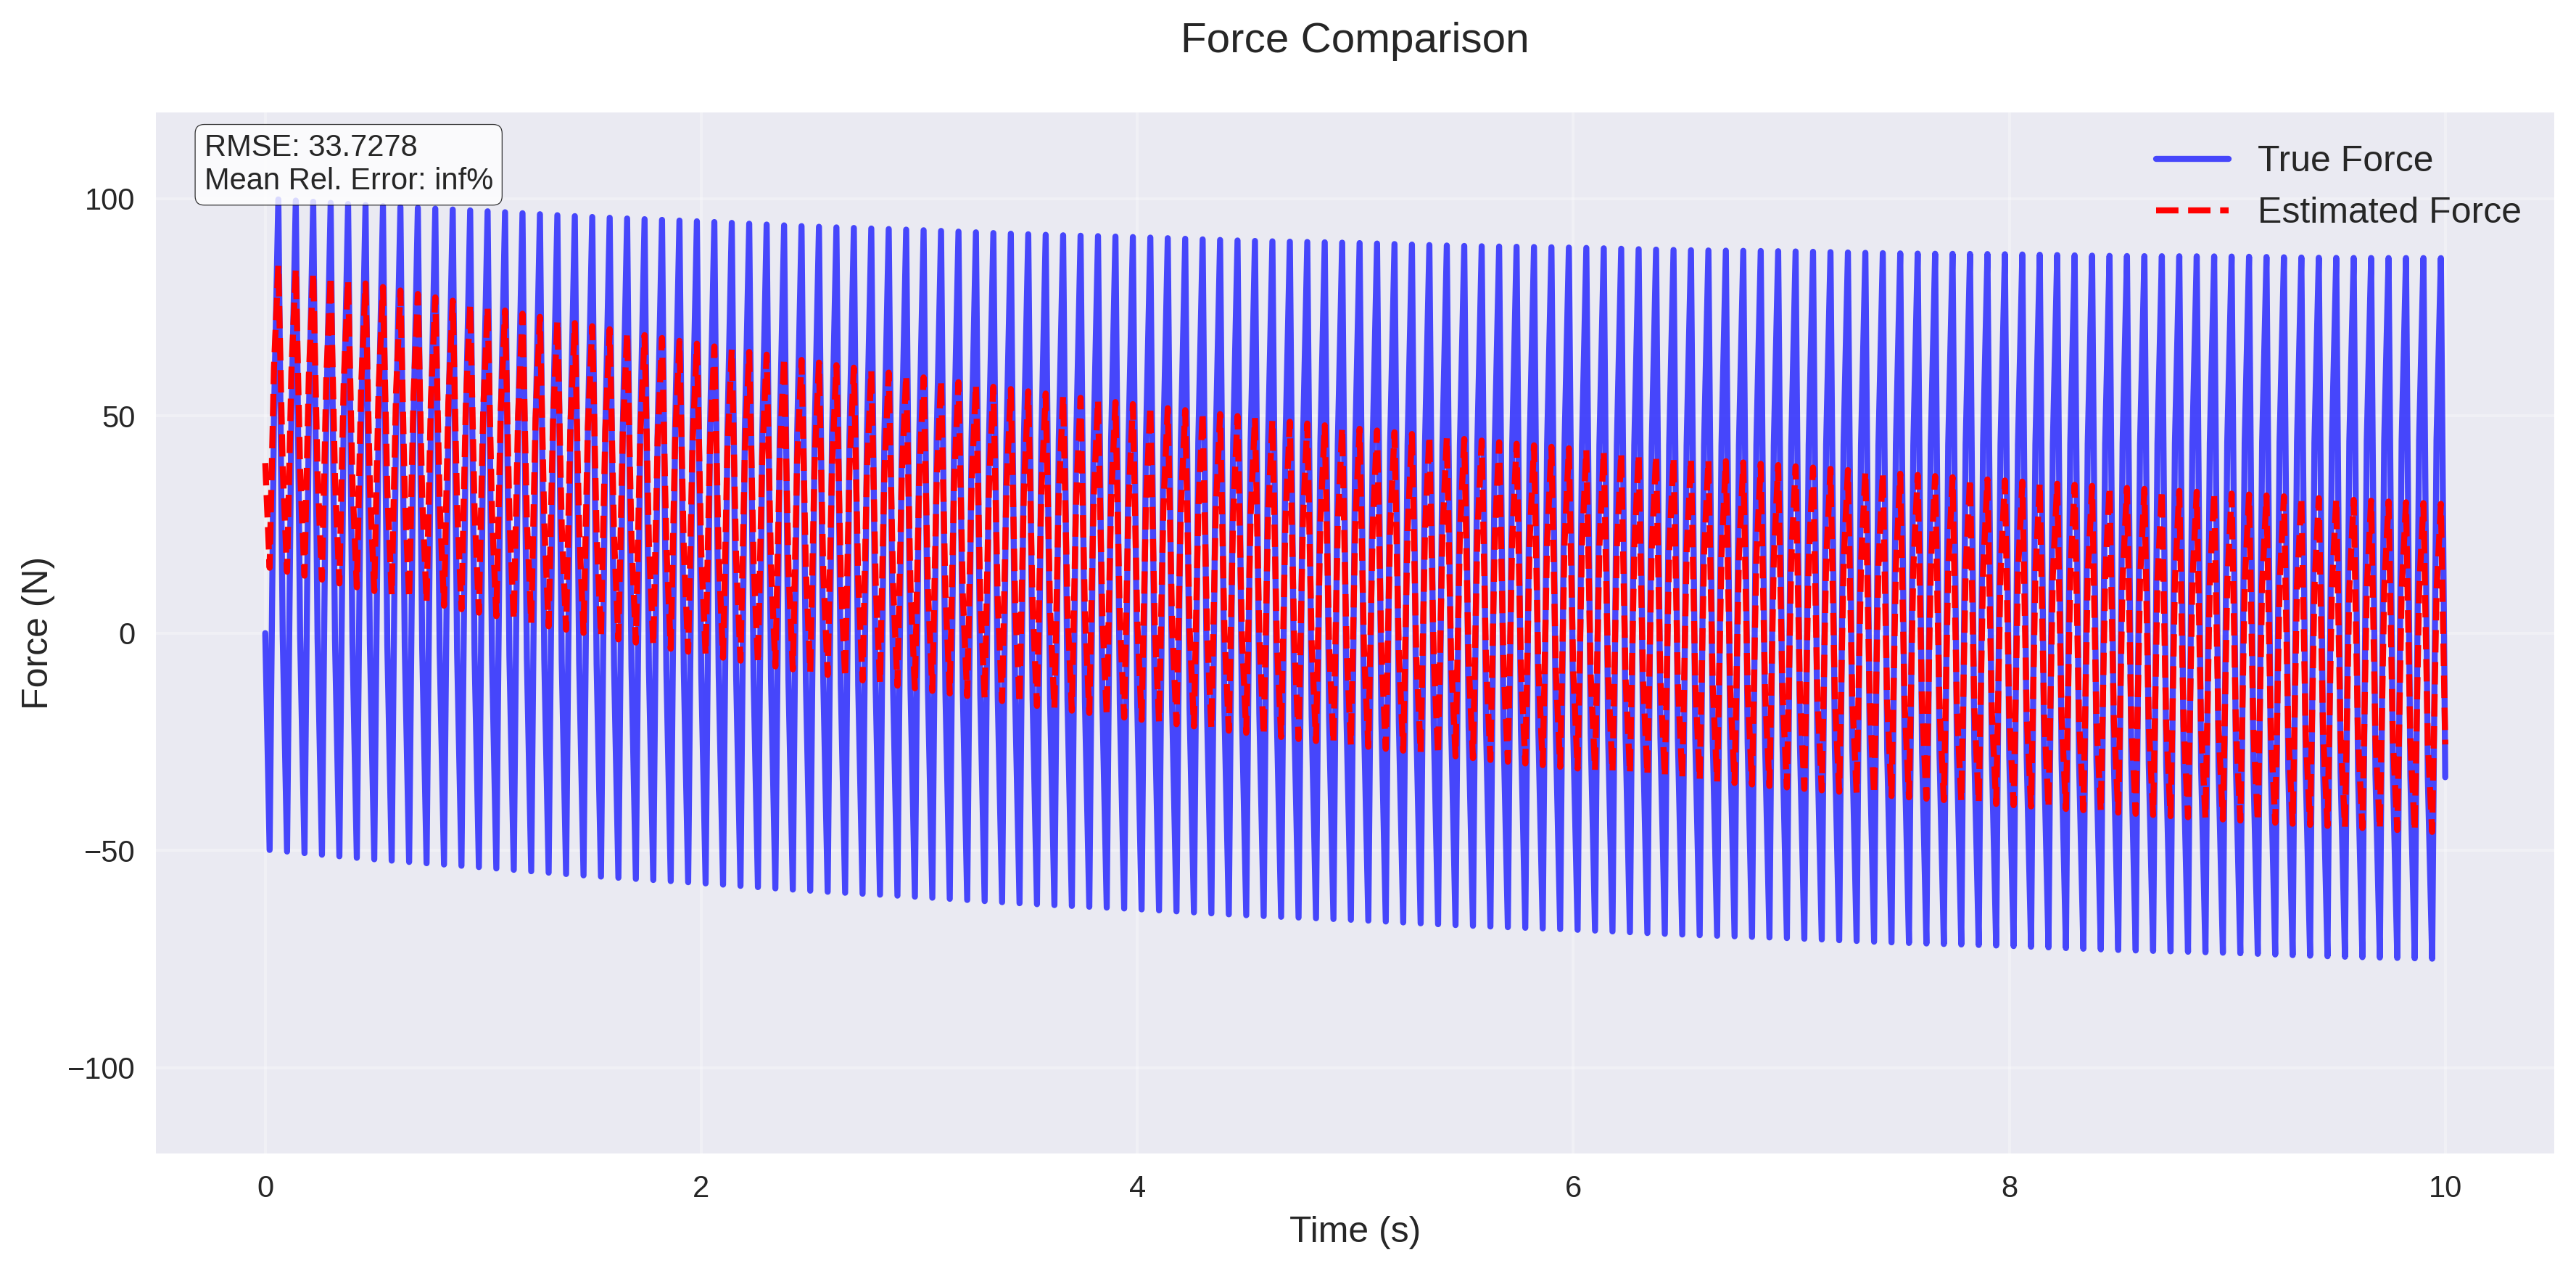 Force Comparison
RMSE: 33.7278
Mean Rel. Error: inf%
True Force
Estimated Force
100
50
0
−50
−100
Force (N)
0
2
4
6
8
10
Time (s)